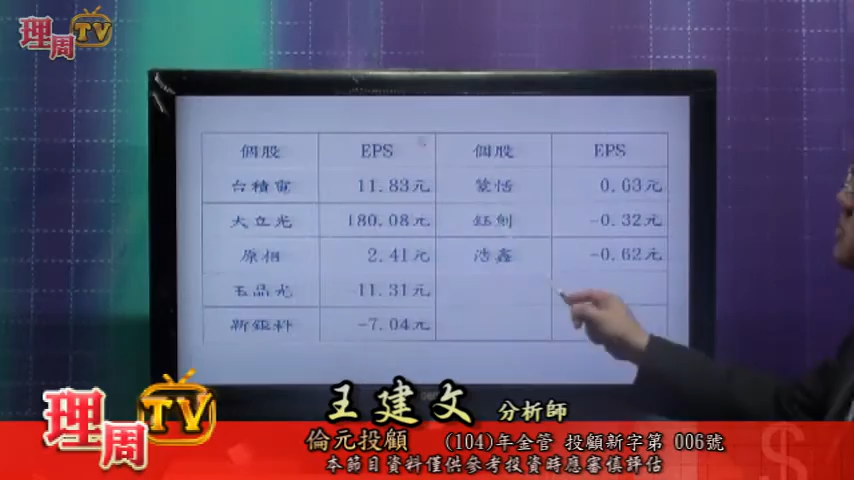 理周TV
個股 EPS 個股 EPS
台積電 11.83元 蒙恬 0.03元
大立光 180.08元 鈺創 -0.32元
原相 2.41元 浩鑫 -0.62元
玉晶光 -11.31元
新鉅科 -7.04元
理周TV
王建文 分析師
倫元投顧 (104)年金管 投顧新字第 006號
本節目資料僅供參考投資時應審慎評估